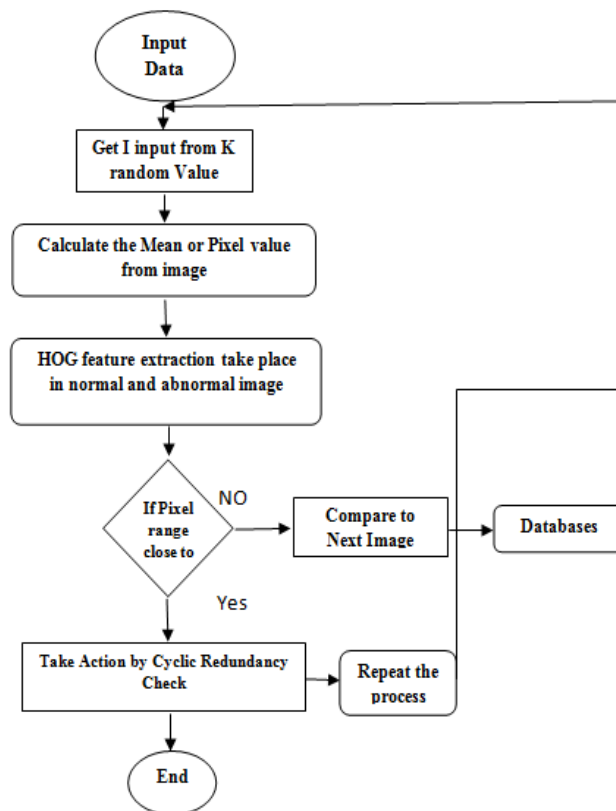 Input
Data
Get I input from K
random Value
Calculate the Mean or Pixel value
from image
HOG feature extraction take place
in normal and abnormal image
If Pixel
range
close to
NO
Compare to
Next Image
Databases
Yes
Take Action by Cyclic Redundancy
Check
Repeat the
process
End